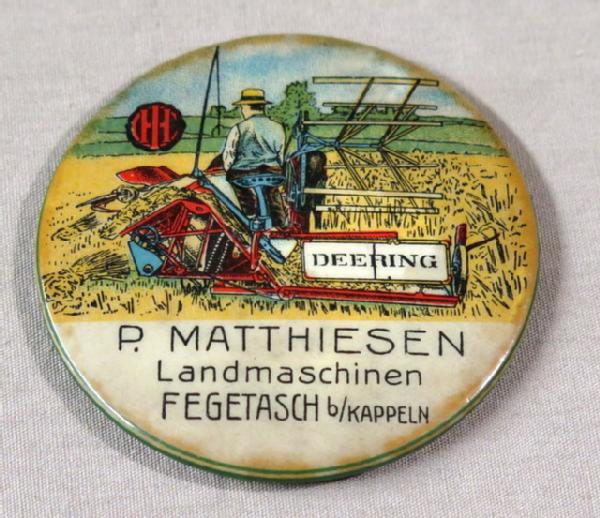 IHC
DEERING
P. MATTHIESEN
Landmaschinen
FEGETASCH b/KAPPELN